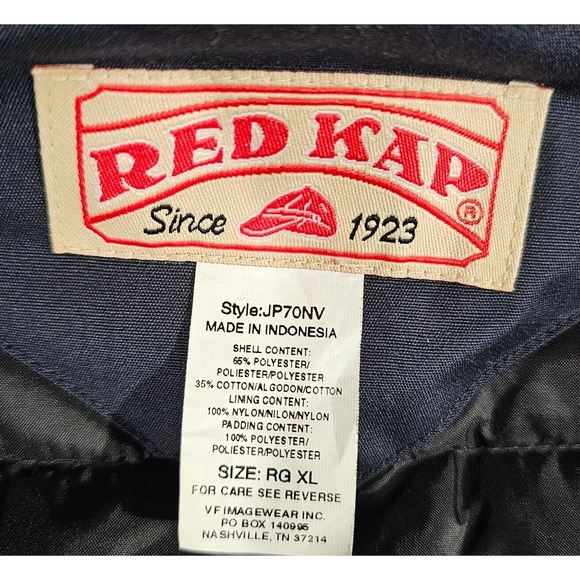 RED KAP®
Since 1923
Style:JP70NV
MADE IN INDONESIA
SHELL CONTENT:
65% POLYESTER/
POLIESTER/POLYESTER
35% COTTON/ALGODON/COTTON
LINING CONTENT:
100% NYLON/NILON/NYLON
PADDING CONTENT:
100% POLYESTER/
POLIESTER/POLYESTER
SIZE: RG XL
FOR CARE SEE REVERSE
VF IMAGEWEAR INC.
PO BOX 140995
NASHVILLE, TN 37214